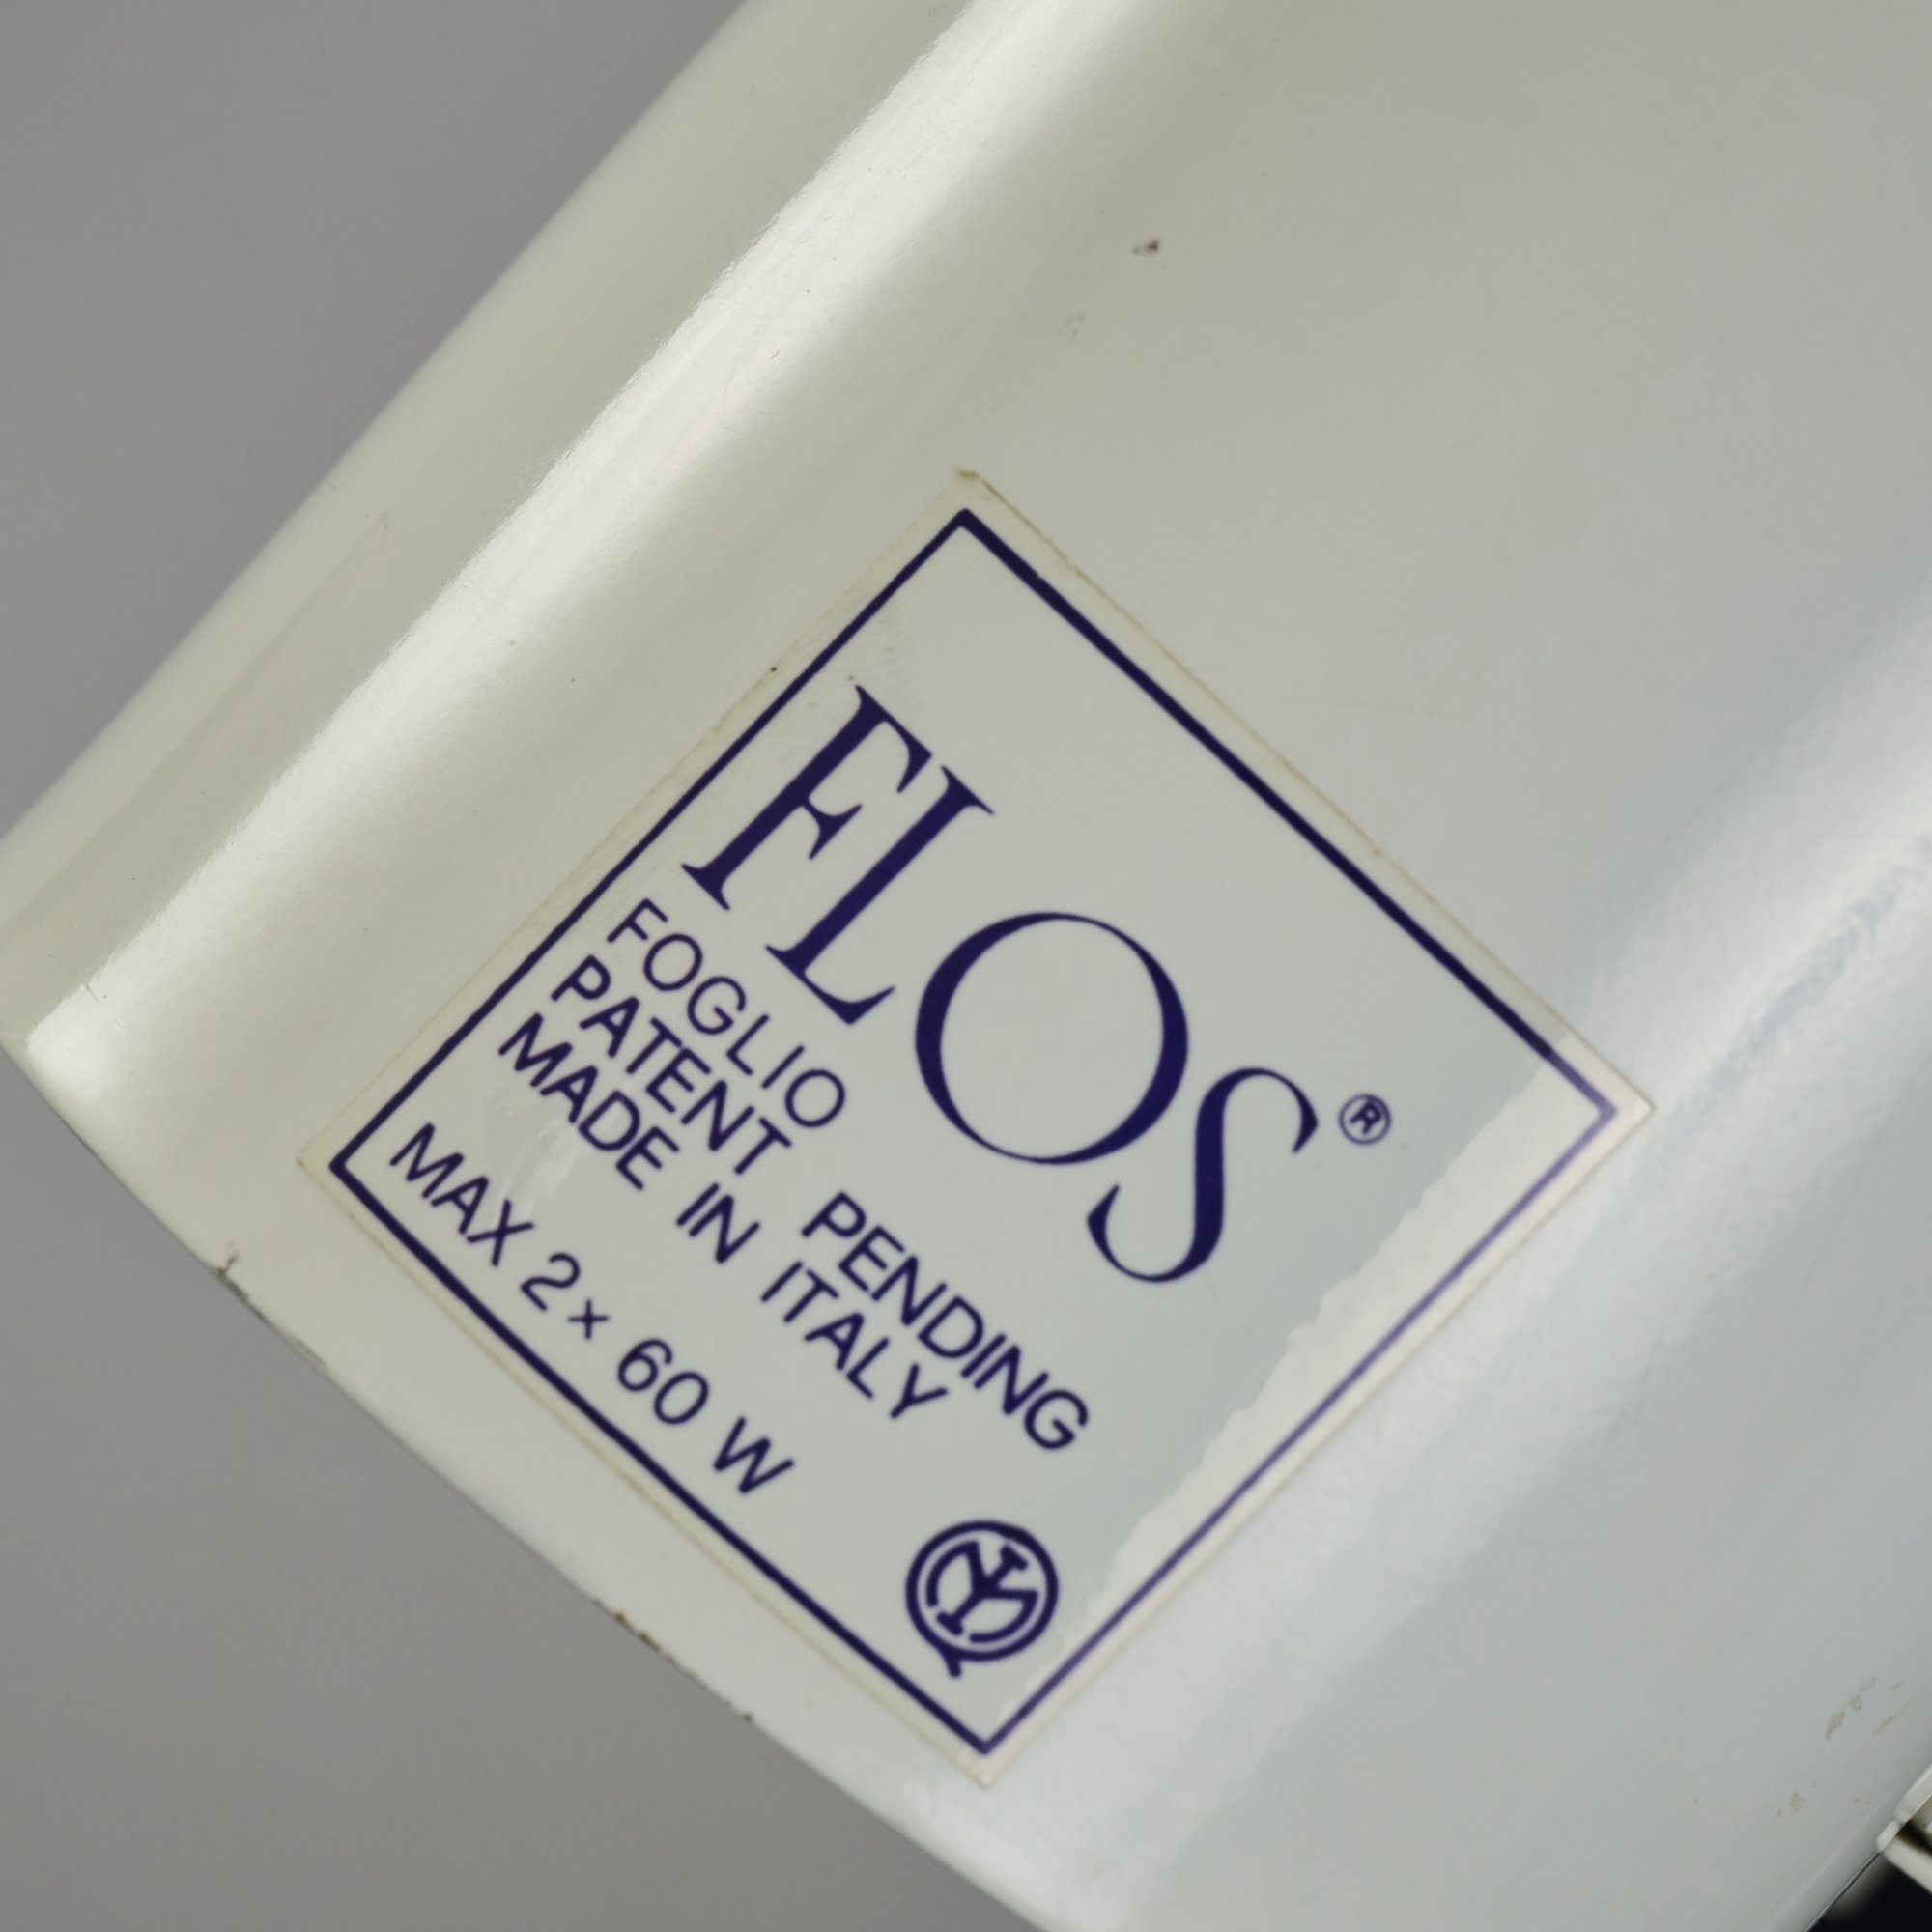 FLOS®
FOGLIO
PATENT PENDING
MADE IN ITALY
MAX 2× 60 W